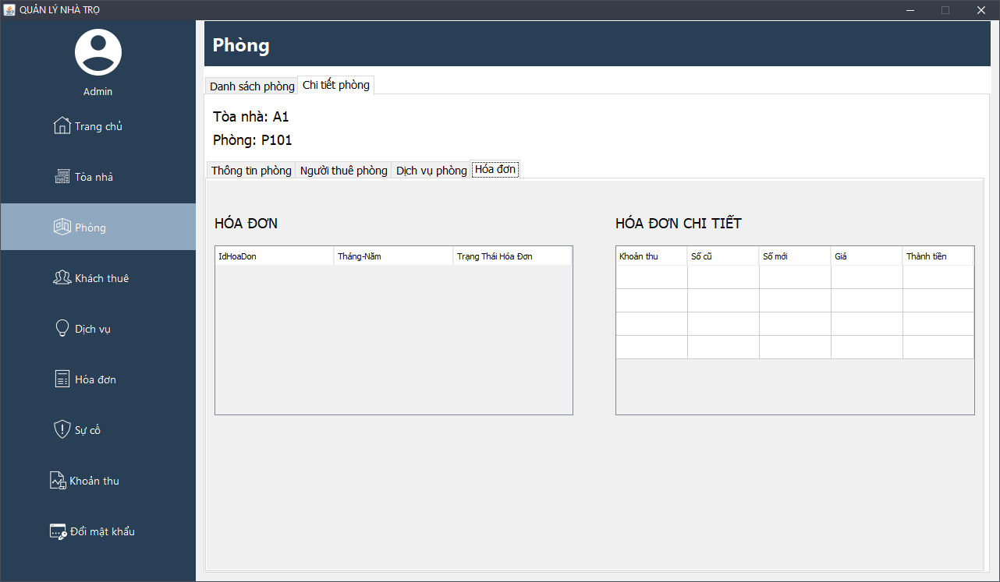 QUẢN LÝ NHÀ TRỌ
Admin
Trang chủ
Tòa nhà
Phòng
Khách thuê
Dịch vụ
Hóa đơn
Sự cố
Khoản thu
Đổi mật khẩu
Phòng
Danh sách phòng Chi tiết phòng
Tòa nhà: A1
Phòng: P101
Thông tin phòng Người thuê phòng Dịch vụ phòng Hóa đơn
HÓA ĐƠN
IdHoaDon Tháng-Năm Trạng Thái Hóa Đơn
HÓA ĐƠN CHI TIẾT
Khoản thu Số cũ Số mới Giá Thành tiền